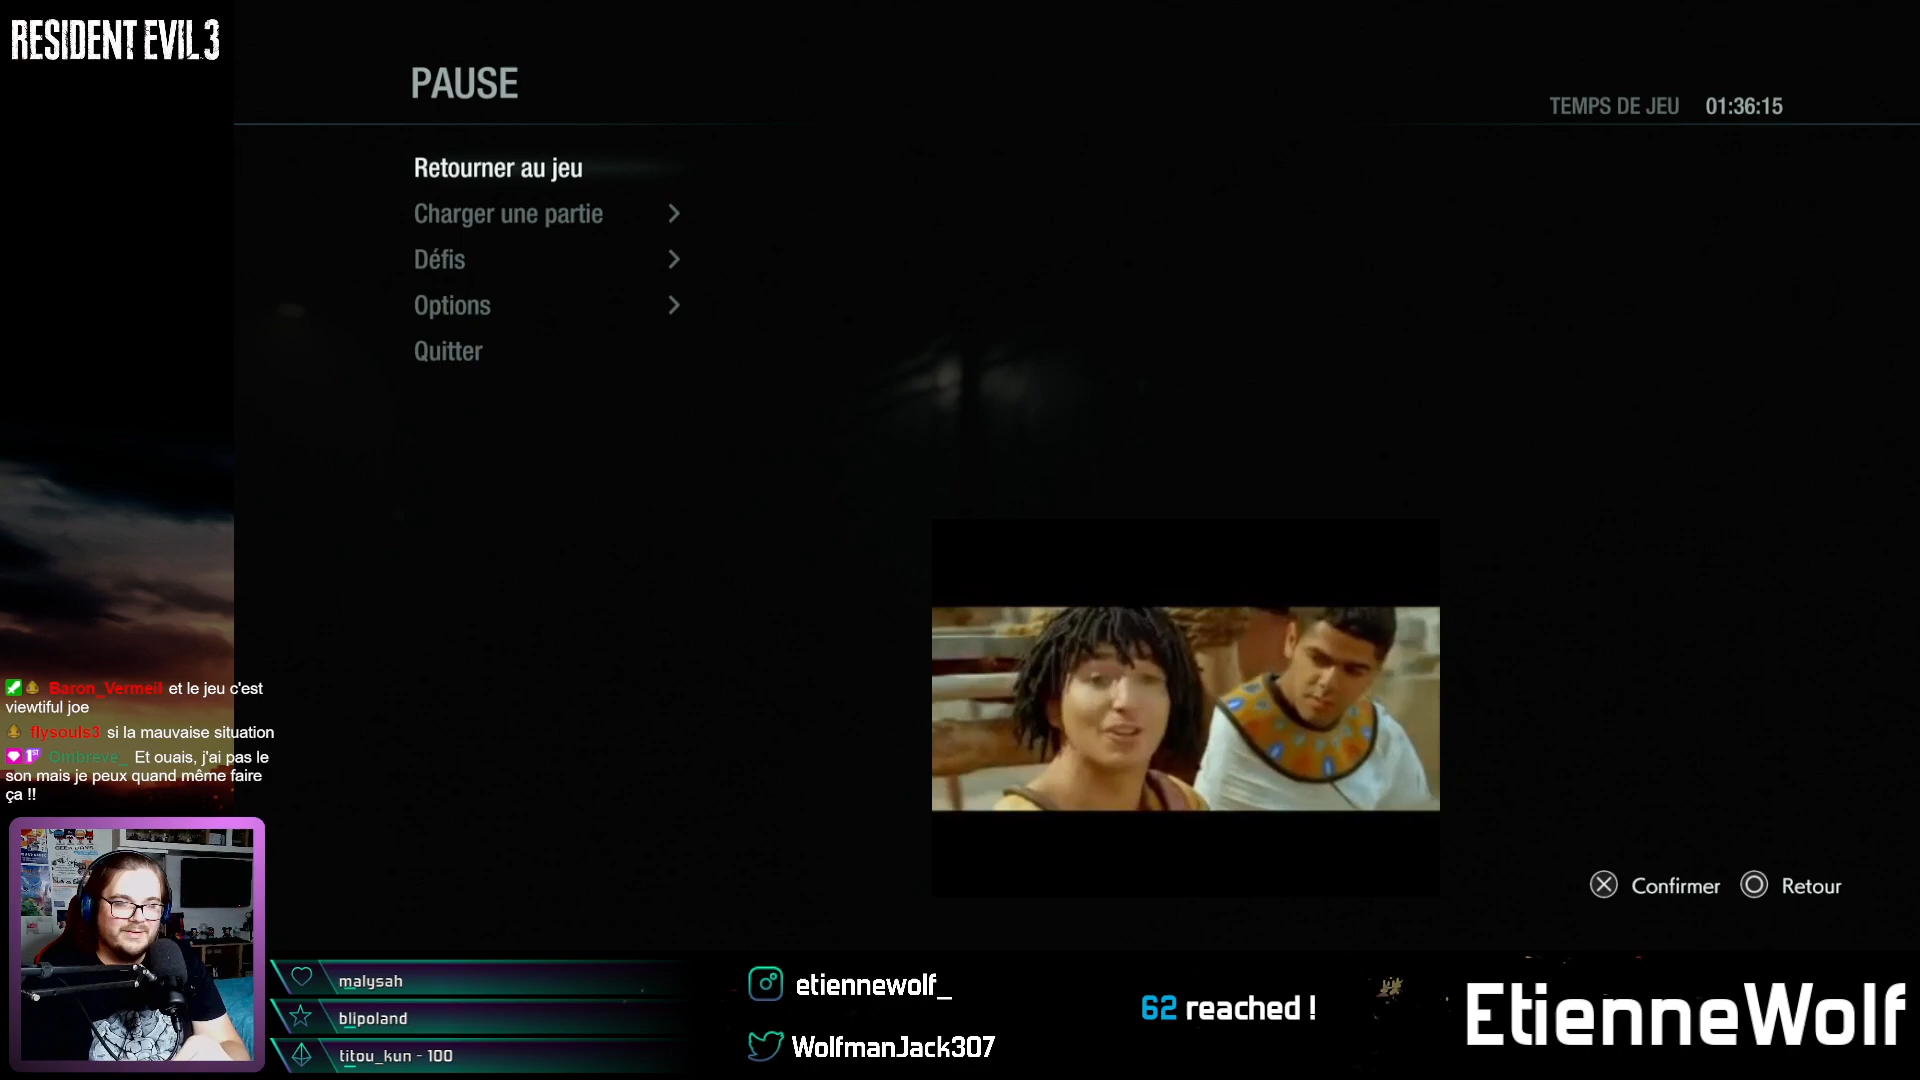 RESIDENT EVIL 3
PAUSE
TEMPS DE JEU 01:36:15
Retourner au jeu
Charger une partie
Défis
Options
Quitter
Baron_Vermeil et le jeu c'est
viewtiful joe
flysouls3 si la mauvaise situation
1ST Ombreve_ Et ouais, j'ai pas le
son mais je peux quand même faire
ça !!
Confirmer Retour
malysah
blipoland
titou_kun - 100
etiennewolf_
WolfmanJack307
62 reached !
EtienneWolf